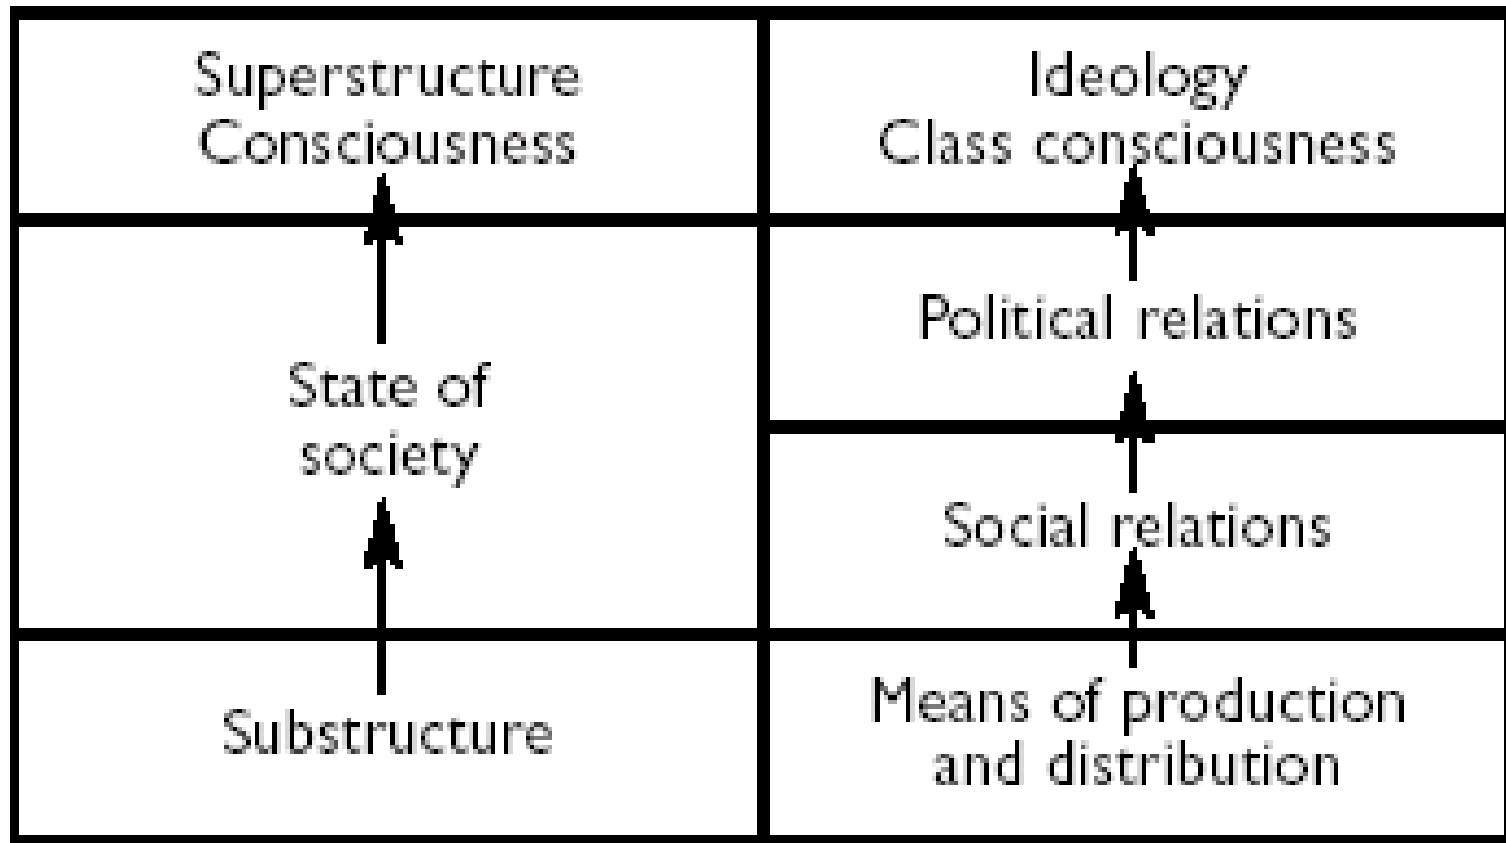 Superstructure
Consciousness
Ideology
Class consciousness
State of
society
Political relations
Social relations
Substructure
Means of production
and distribution